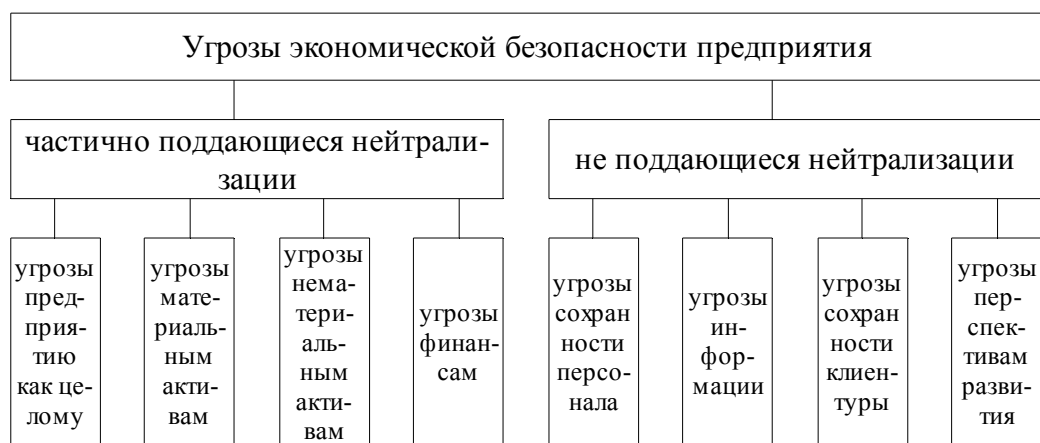 Угрозы экономической безопасности предприятия
частично поддающиеся нейтрали-
зации
не поддающиеся нейтрализации
угрозы
пред-
прия-
тию
как це-
лому
угрозы
мате-
риаль-
ным
акти-
вам
угрозы
нема-
тери-
аль-
ным
акти-
вам
угрозы
финан-
сам
угрозы
сохран
ности
персо-
нала
угрозы
ин-
фор-
мации
угрозы
сохран
ности
клиен-
туры
угрозы
пер-
спек-
тивам
разви-
тия